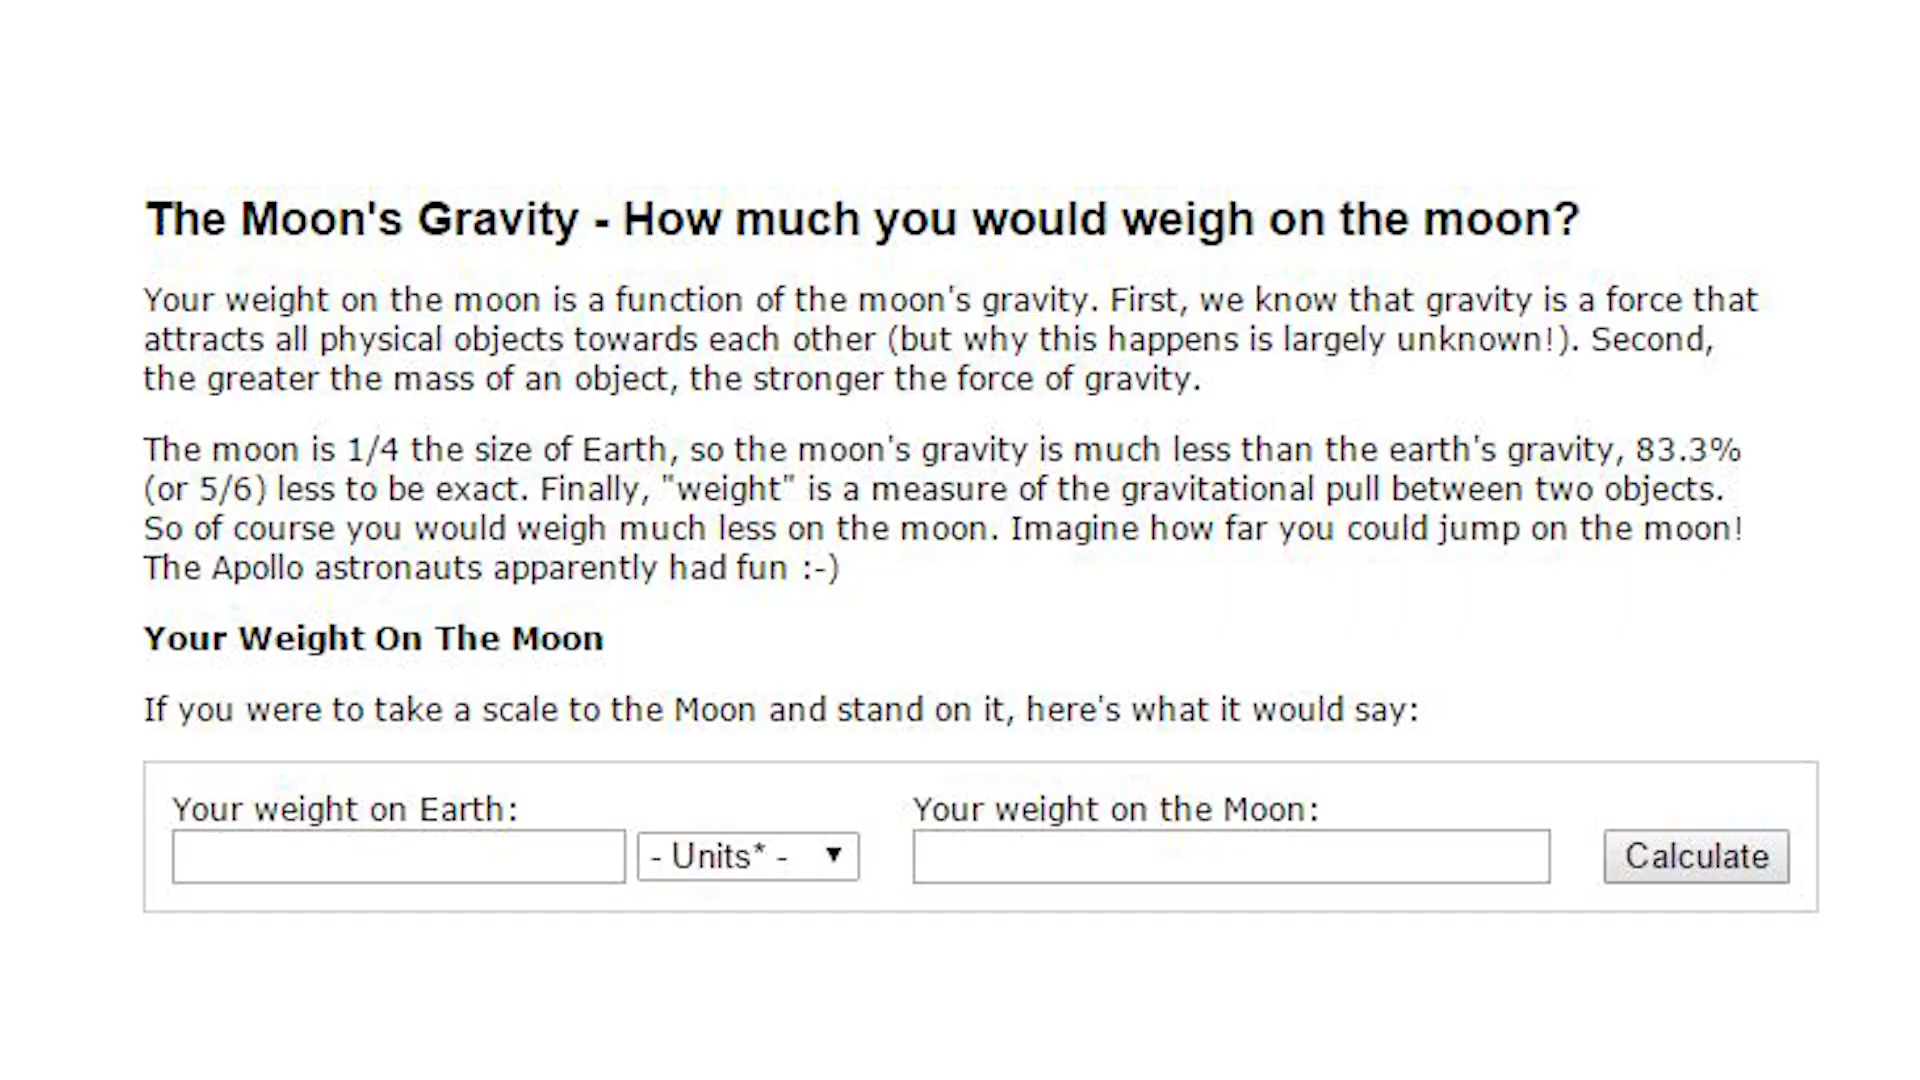 The Moon's Gravity - How much you would weigh on the moon?
Your weight on the moon is a function of the moon's gravity. First, we know that gravity is a force that
attracts all physical objects towards each other (but why this happens is largely unknown!). Second,
the greater the mass of an object, the stronger the force of gravity.
The moon is 1/4 the size of Earth, so the moon's gravity is much less than the earth's gravity, 83.3%
(or 5/6) less to be exact. Finally, "weight" is a measure of the gravitational pull between two objects.
So of course you would weigh much less on the moon. Imagine how far you could jump on the moon!
The Apollo astronauts apparently had fun :-)
Your Weight On The Moon
If you were to take a scale to the Moon and stand on it, here's what it would say:
Your weight on Earth: Your weight on the Moon:
- Units* - Calculate